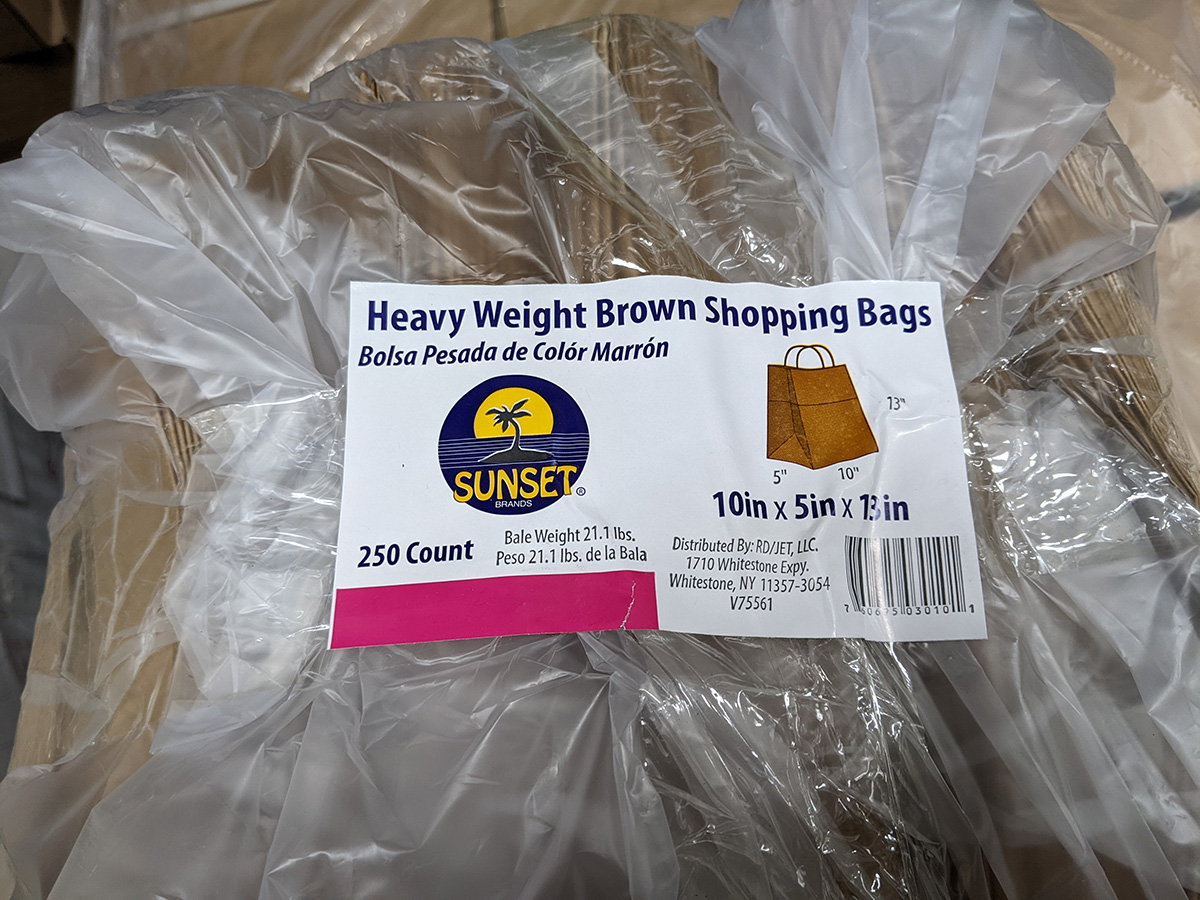 Heavy Weight Brown Shopping Bags
Bolsa Pesada de Colór Marrón
SUNSET®
BRANDS
13"
5" 10"
10in x 5in x 13in
250 Count
Bale Weight 21.1 lbs.
Peso 21.1 lbs. de la Bala
Distributed By: RD/JET, LLC.
1710 Whitestone Expy.
Whitestone, NY 11357-3054
V75561
03010 1